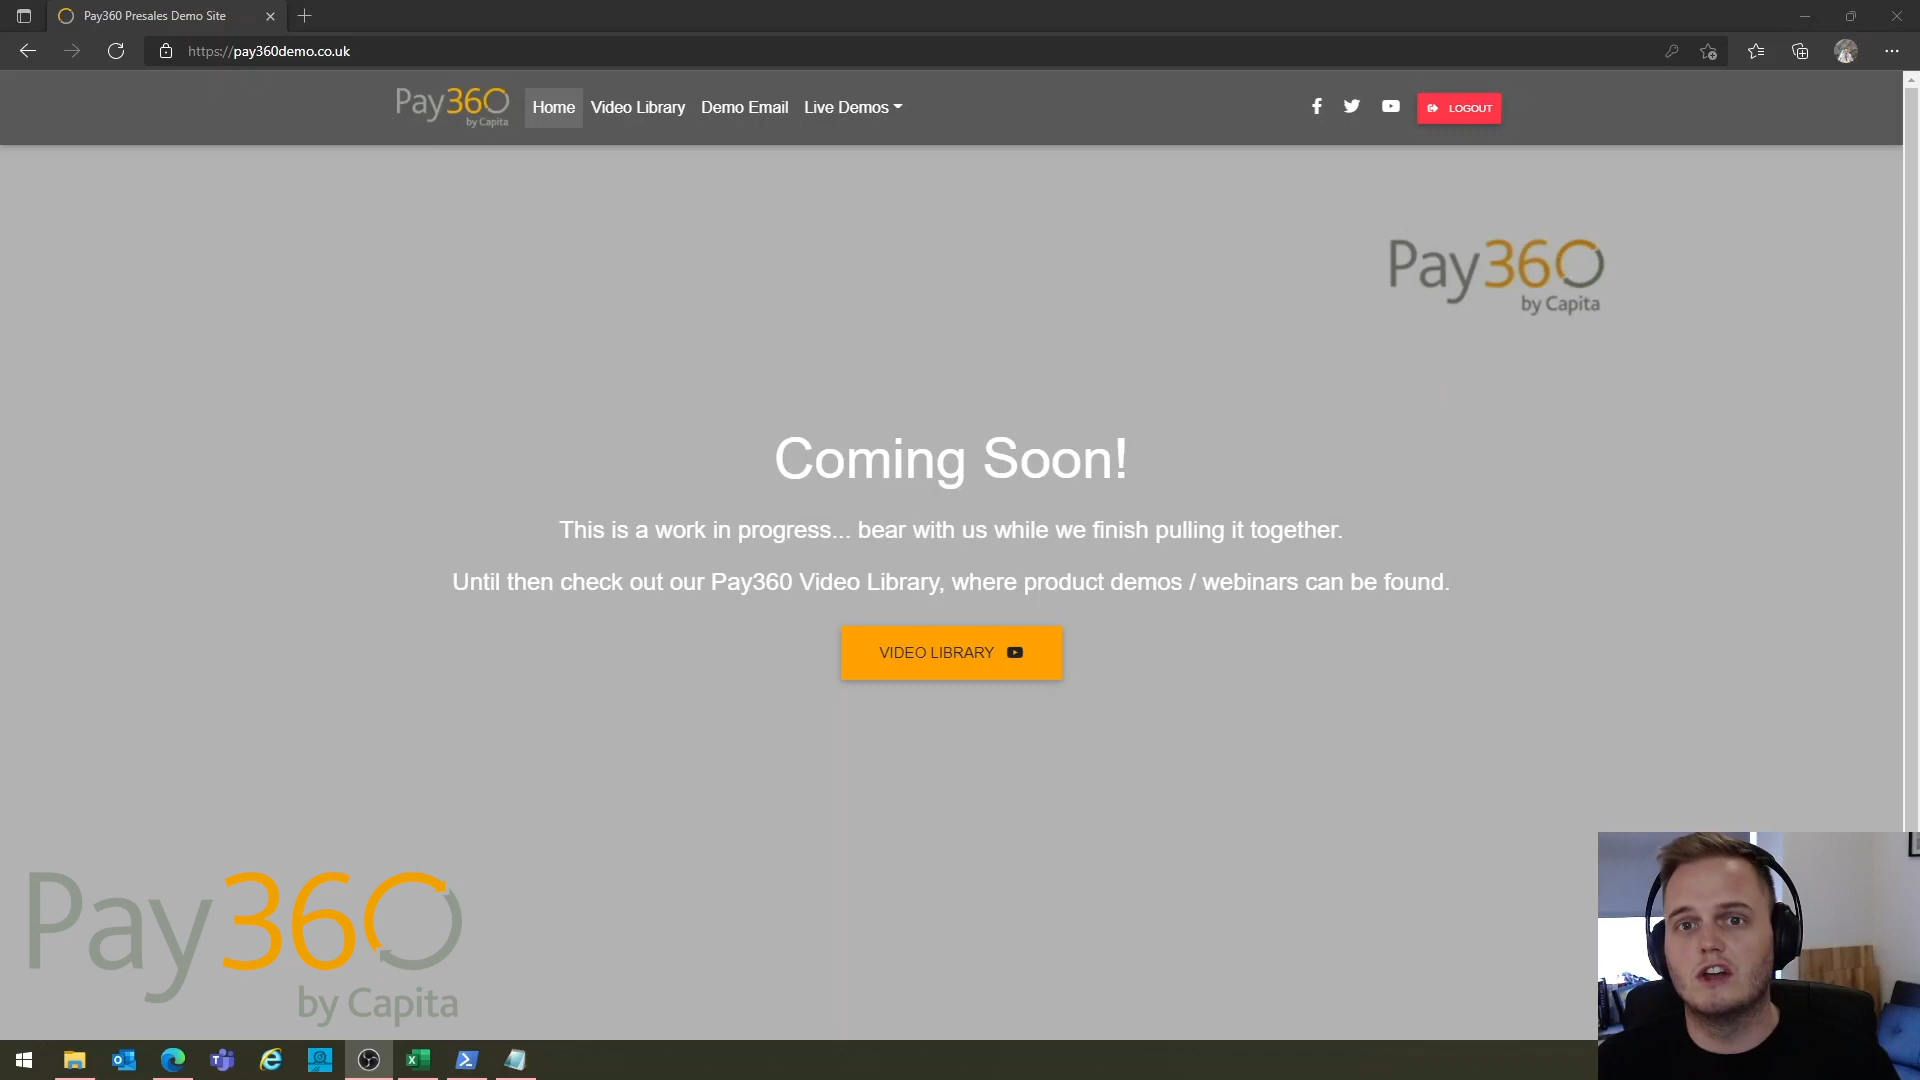 Pay360 Presales Demo Site
https://pay360demo.co.uk
Pay360
by Capita
Home
Video Library
Demo Email
Live Demos
LOGOUT
Pay360
by Capita
Coming Soon!
This is a work in progress... bear with us while we finish pulling it together.
Until then check out our Pay360 Video Library, where product demos / webinars can be found.
VIDEO LIBRARY
Pay360
by Capita